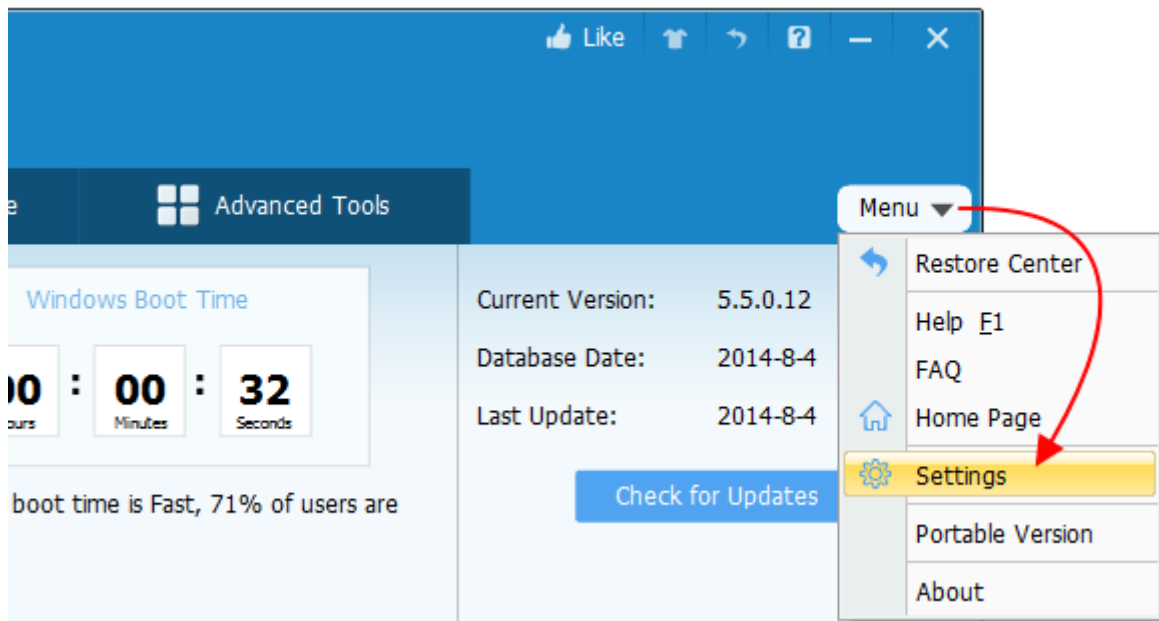 Like
Advanced Tools
Menu
Restore Center
Help F1
FAQ
Home Page
Settings
Portable Version
About
Windows Boot Time
00 : 00 : 32
Minutes Seconds
boot time is Fast, 71% of users are
Current Version: 5.5.0.12
Database Date: 2014-8-4
Last Update: 2014-8-4
Check for Updates